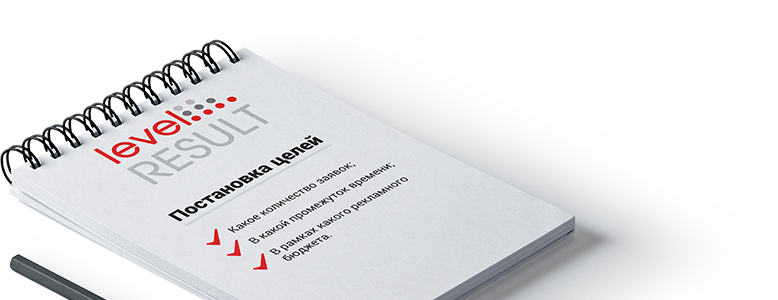 level
RESULT
Постановка целей
Какое количество заявок;
В какой промежуток времени;
В рамках какого рекламного
бюджета.